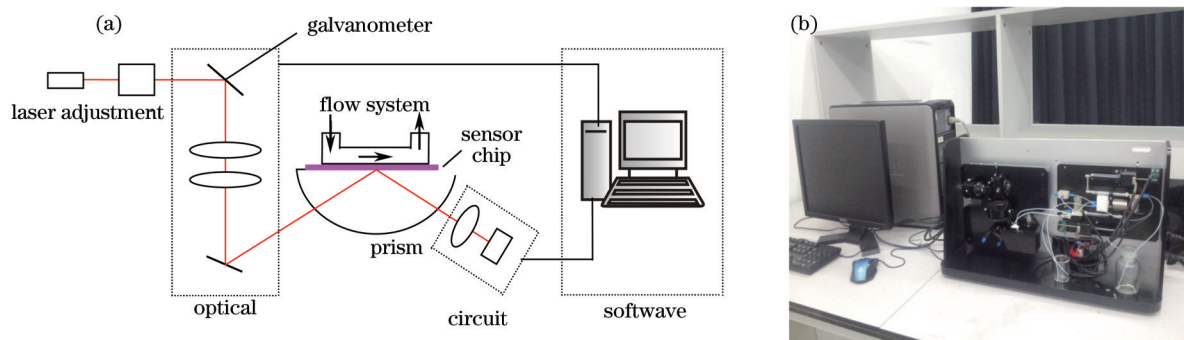 (a)
galvanometer
laser adjustment
flow system
sensor
chip
prism
optical
circuit
softwave
(b)